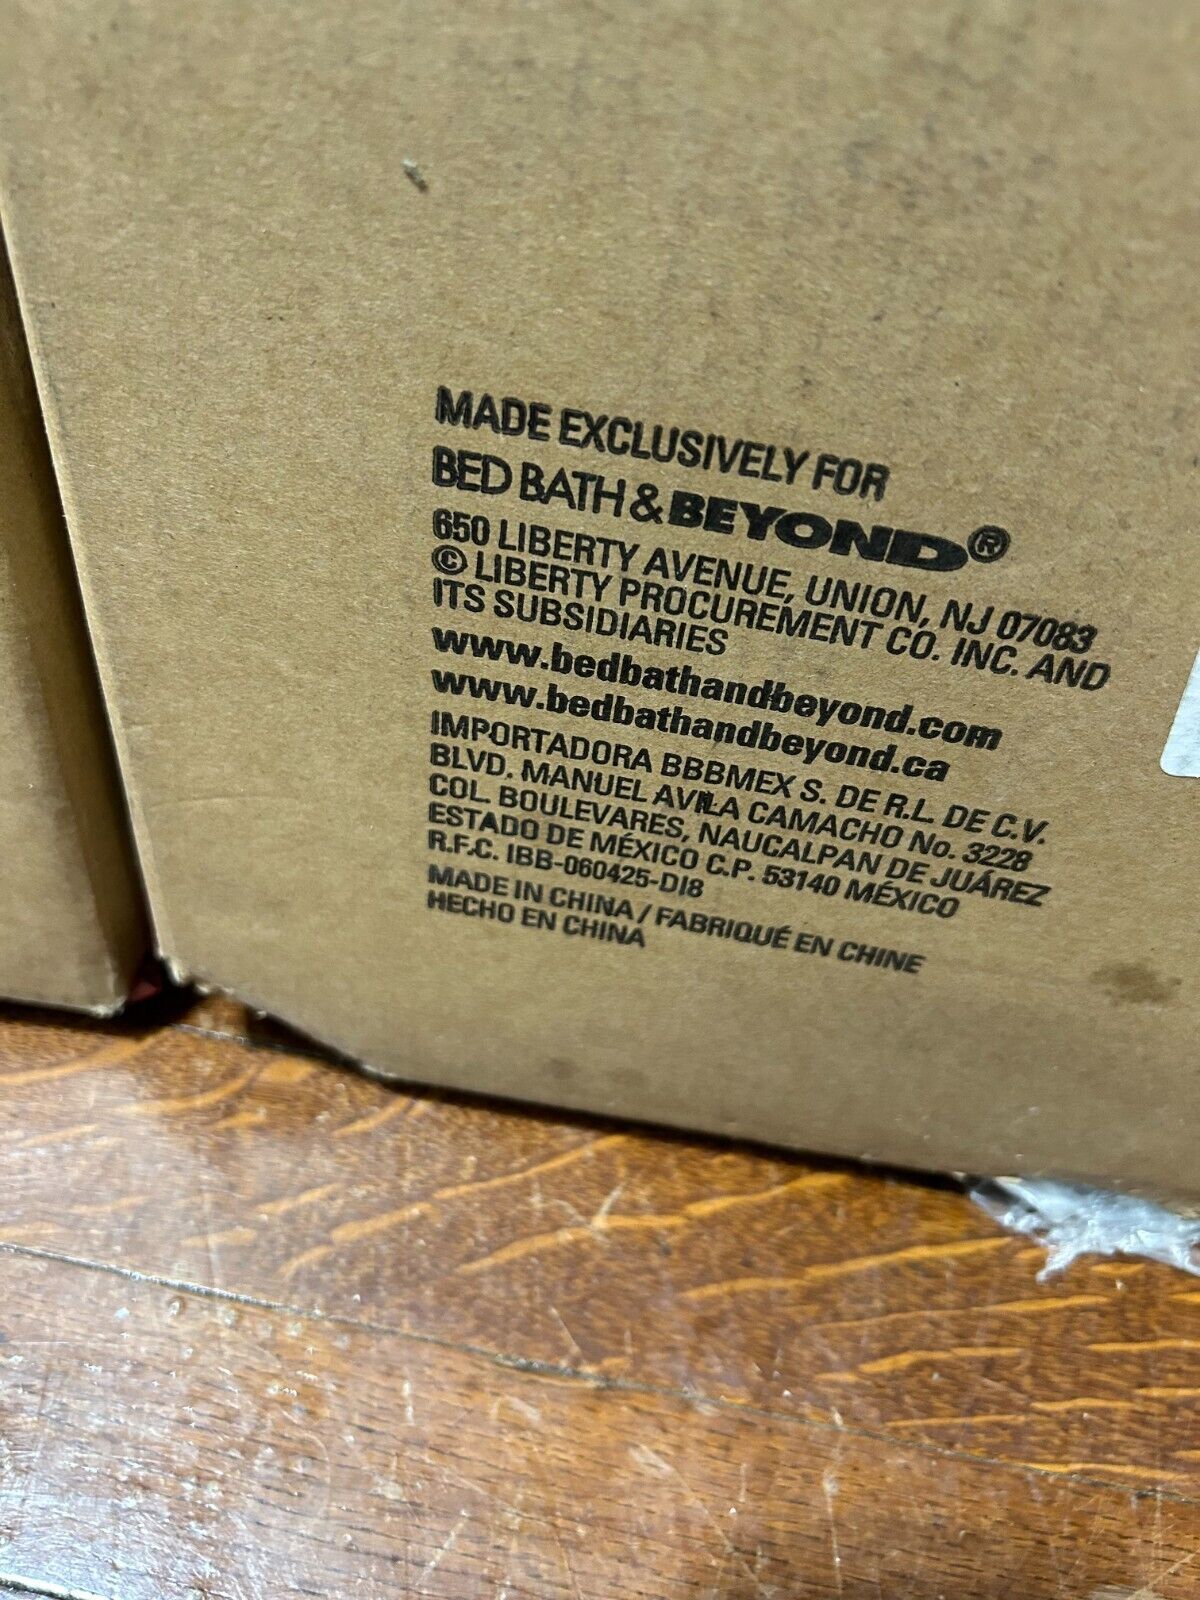 MADE EXCLUSIVELY FOR
BED BATH & BEYOND®
650 LIBERTY AVENUE, UNION, NJ 07083
© LIBERTY PROCUREMENT CO. INC. AND
ITS SUBSIDIARIES
www.bedbathandbeyond.com
www.bedbathandbeyond.ca
IMPORTADORA BBBMEX S. DE R.L. DE C.V.
BLVD. MANUEL AVILA CAMACHO No. 3228
COL. BOULEVARES, NAUCALPAN DE JUÁREZ
ESTADO DE MÉXICO C.P. 53140 MÉXICO
R.F.C. IBB-060425-DI8
MADE IN CHINA / FABRIQUÉ EN CHINE
HECHO EN CHINA